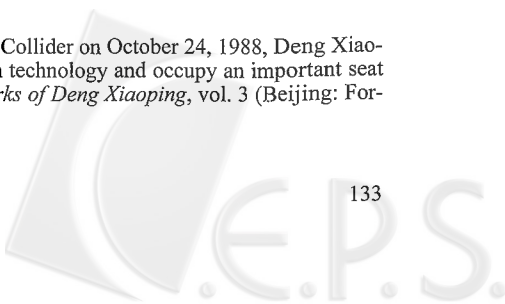 Collider on October 24, 1988, Deng Xiao-
technology and occupy an important seat
of Deng Xiaoping, vol. 3 (Beijing: For-
133
C.E.P.S.